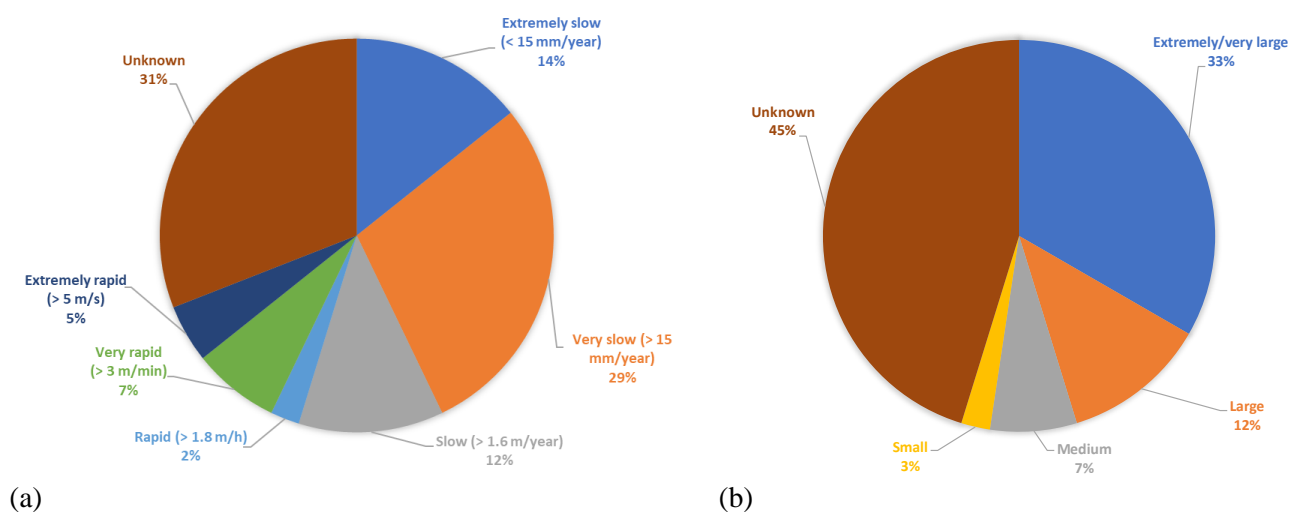 Extremely slow
(< 15 mm/year)
14%
Very slow (> 15
mm/year)
29%
Slow (> 1.6 m/year)
12%
Rapid (> 1.8 m/h)
2%
Very rapid
(> 3 m/min)
7%
Extremely rapid
(> 5 m/s)
5%
Unknown
31%
(a)
Extremely/very large
33%
Large
12%
Medium
7%
Small
3%
Unknown
45%
(b)